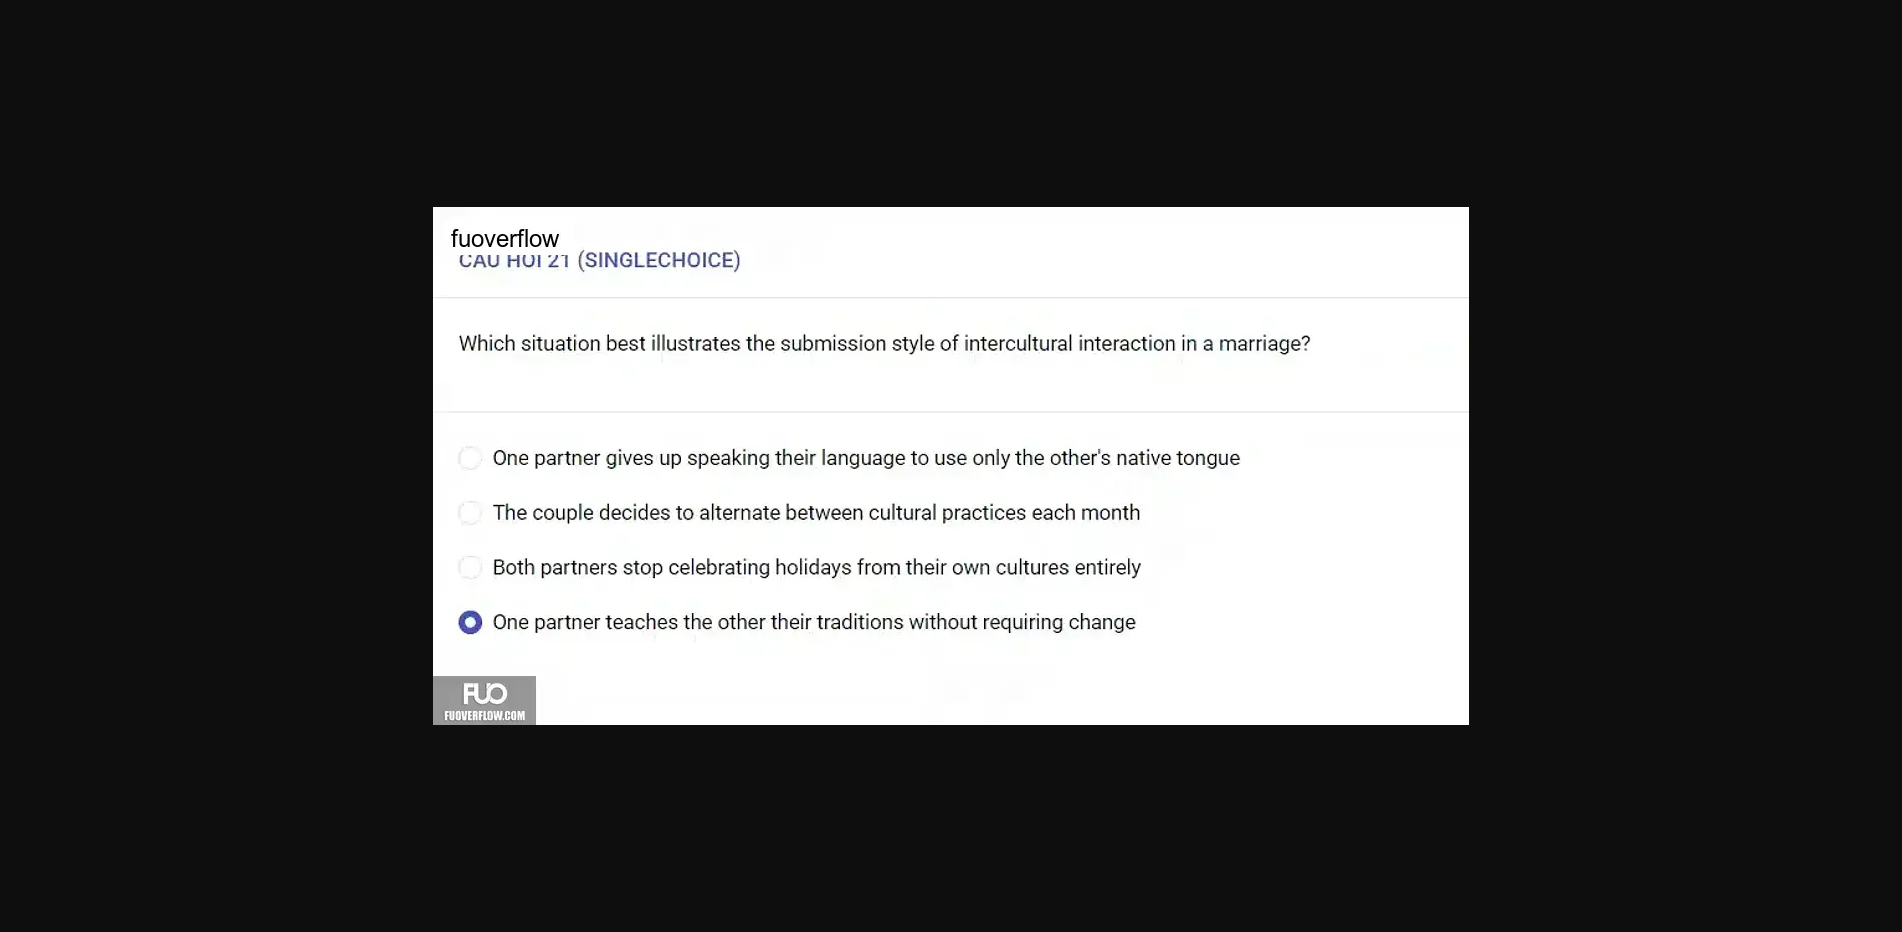 fuoverflow
CÂU HỎI 21 (SINGLECHOICE)
Which situation best illustrates the submission style of intercultural interaction in a marriage?
One partner gives up speaking their language to use only the other's native tongue
The couple decides to alternate between cultural practices each month
Both partners stop celebrating holidays from their own cultures entirely
One partner teaches the other their traditions without requiring change
FUO
FUOVERFLOW.COM